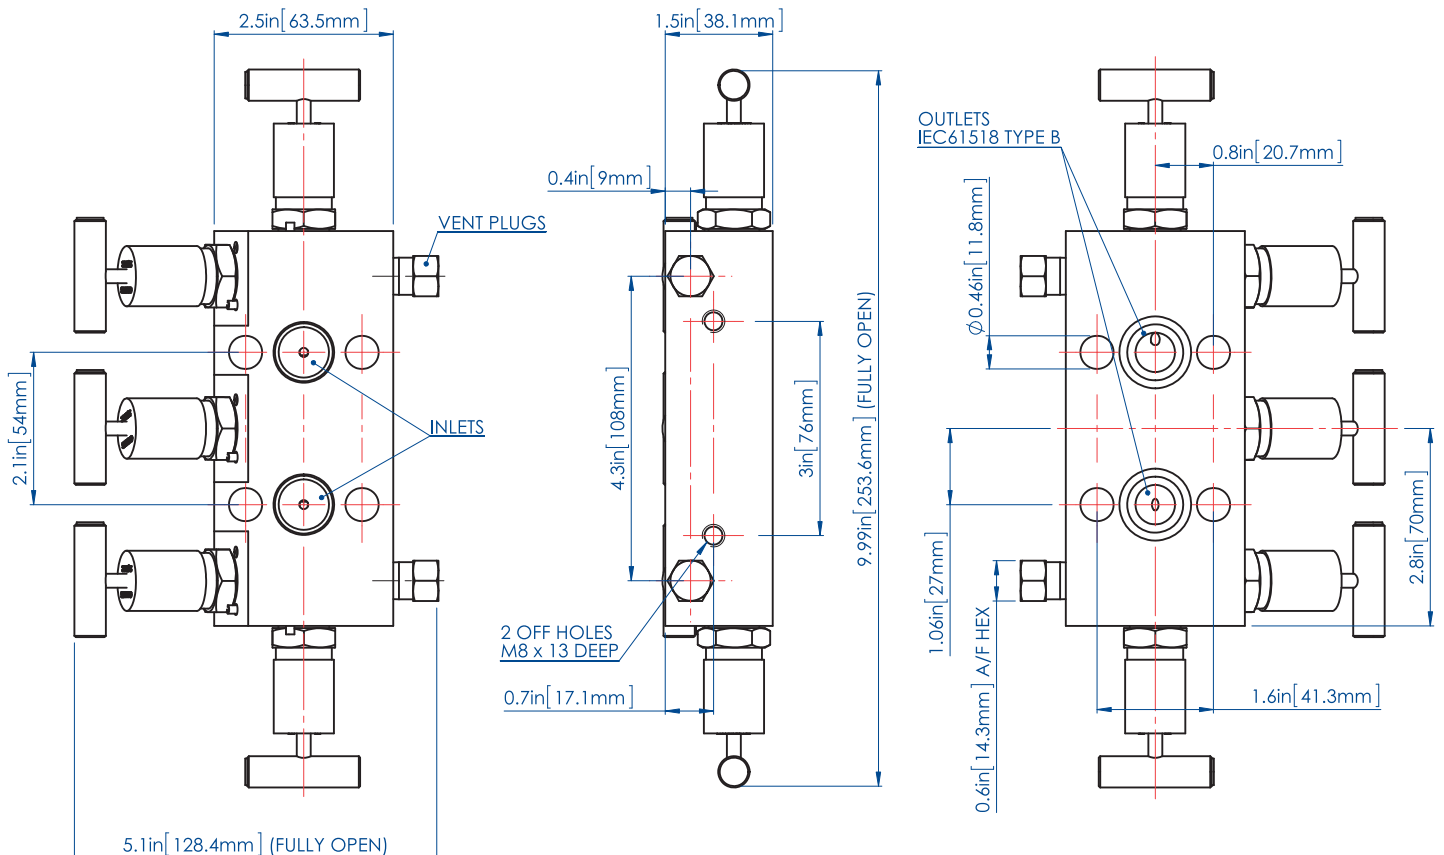 2.5in[63.5mm]
1.5in[38.1mm]
OUTLETS
IEC61518 TYPE B
0.8in[20.7mm]
0.4in[9mm]
VENT PLUGS
Ø0.46in[11.8mm]
9.99in[253.6mm] (FULLY OPEN)
2.1in[54mm]
INLETS
4.3in[108mm]
3in[76mm]
1.06in[27mm]
2.8in[70mm]
2 OFF HOLES
M8 x 13 DEEP
0.7in[17.1mm]
0.6in[14.3mm] A/F HEX
1.6in[41.3mm]
5.1in[128.4mm] (FULLY OPEN)